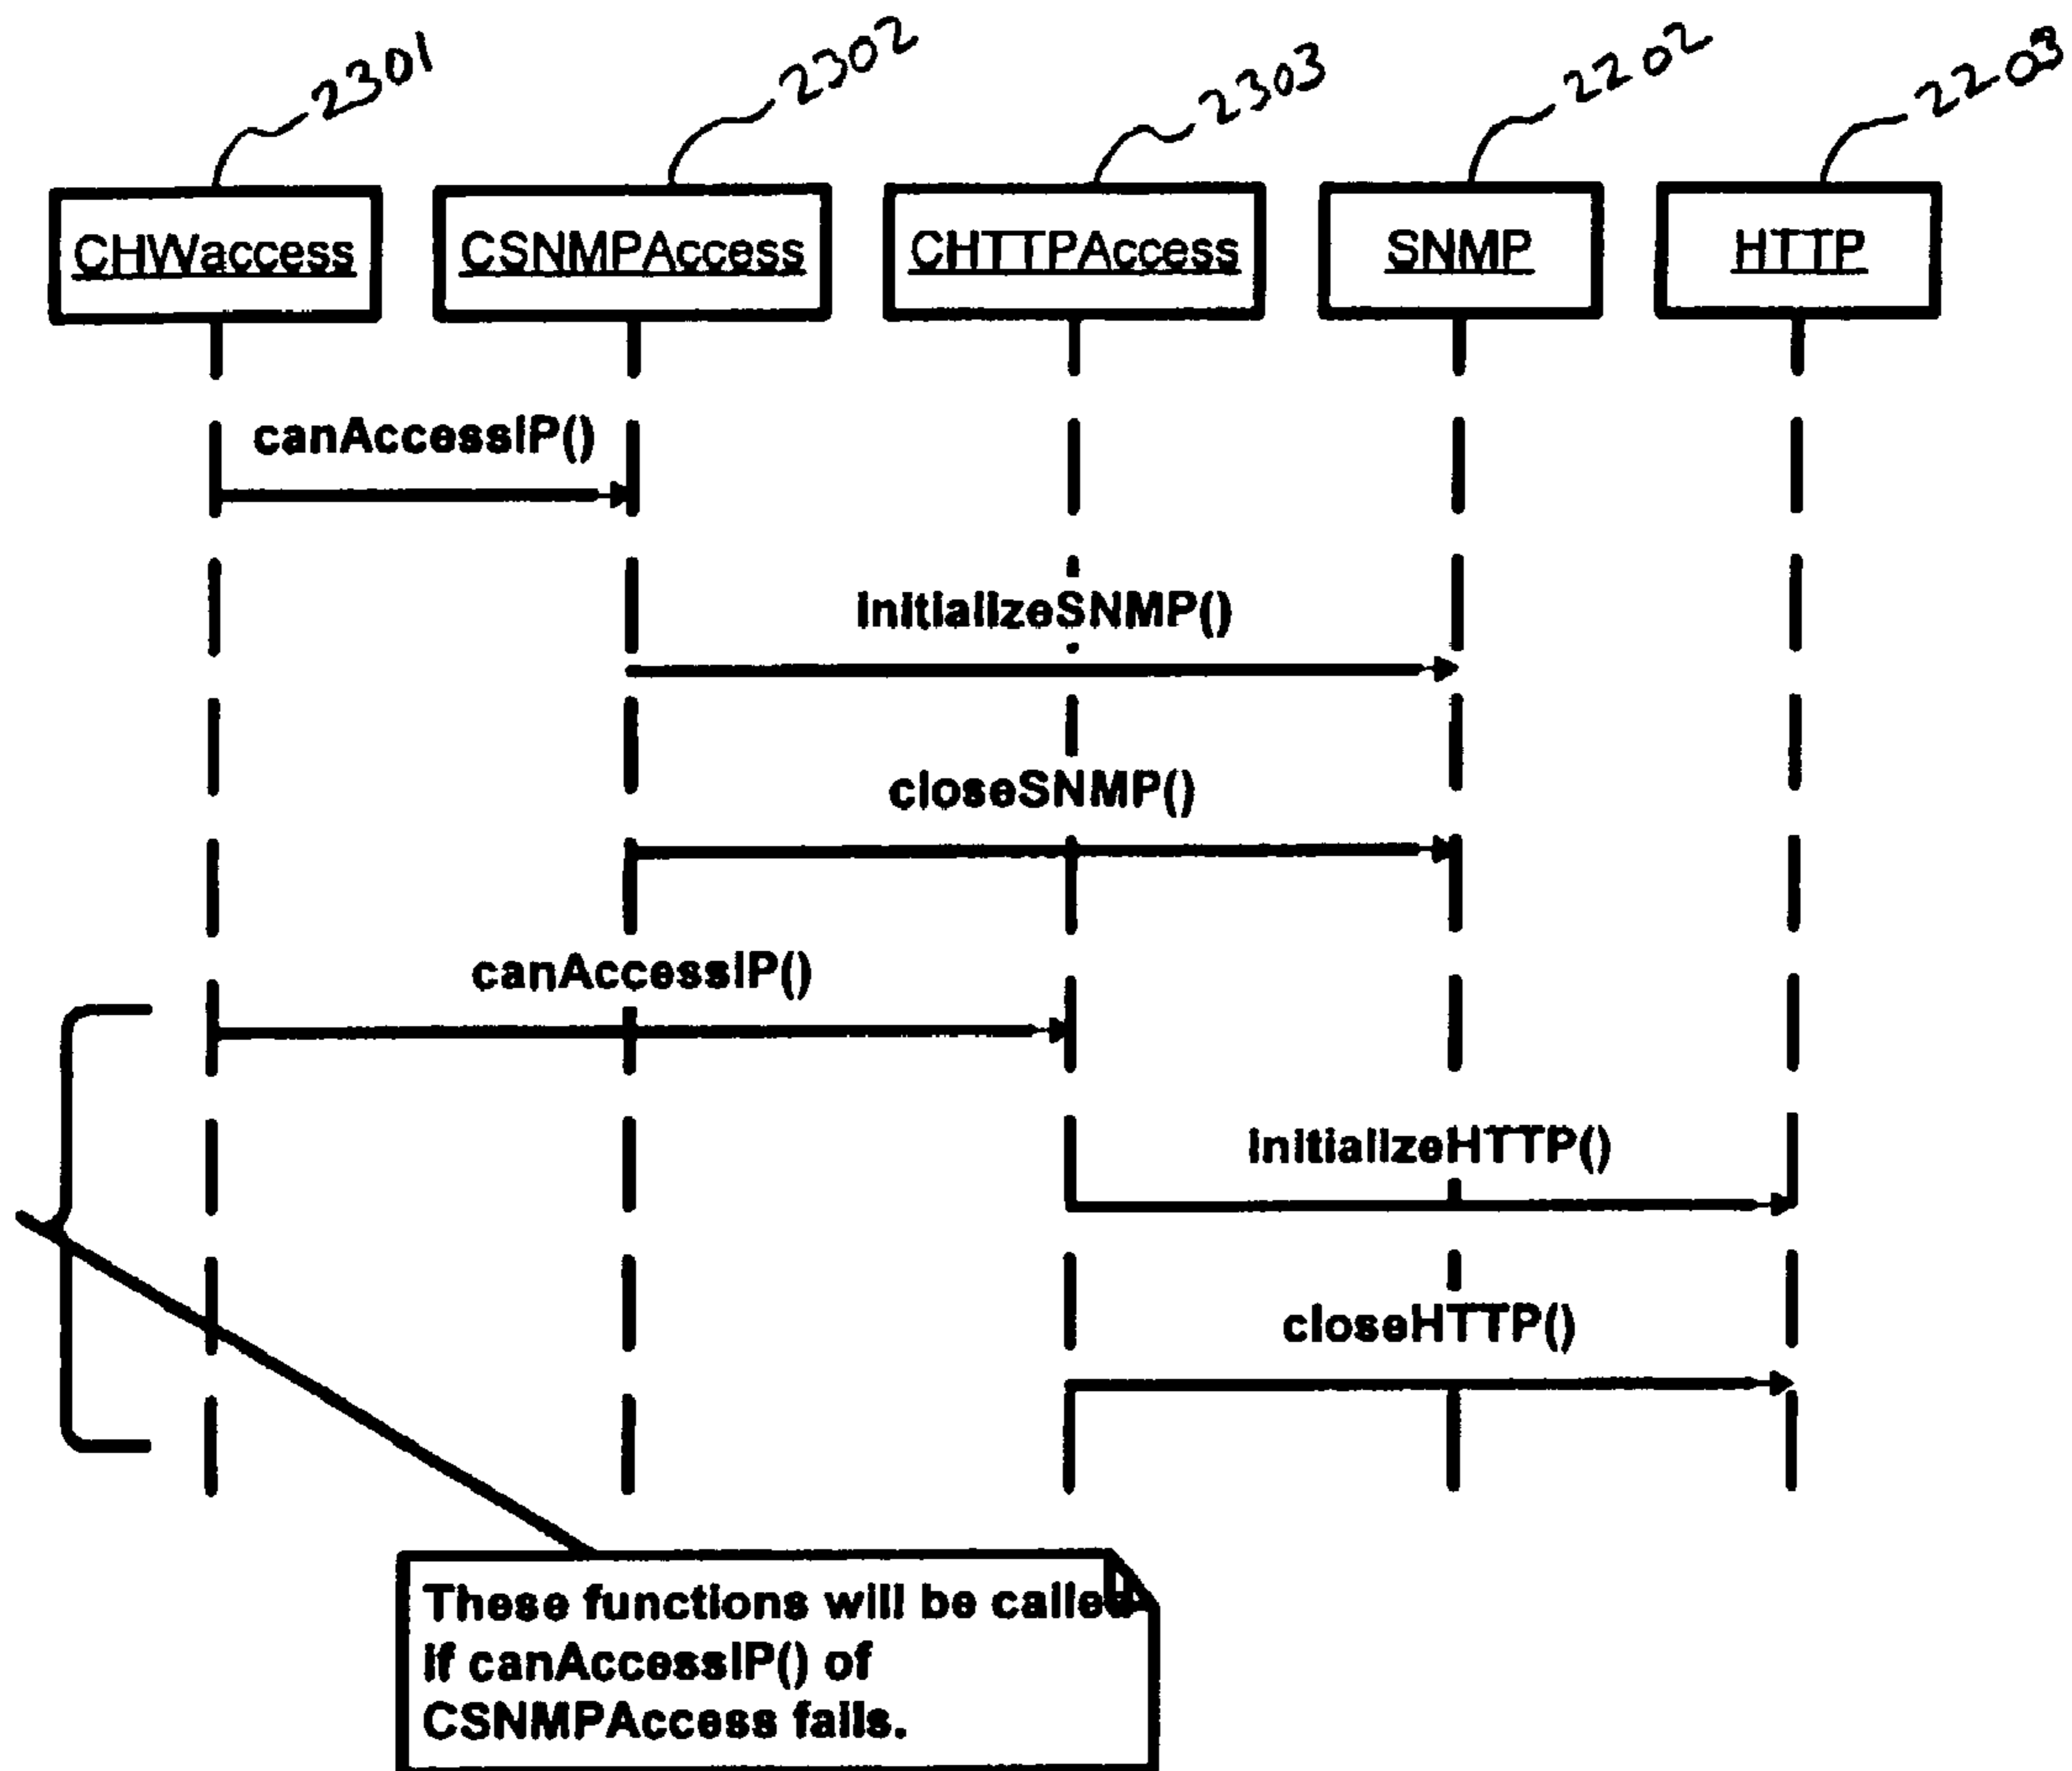 2301 2302 2303 2202 2203
CHWaccess CSNMPAccess CHTTPAccess SNMP HTTP
canAccessIP()
initializeSNMP()
closeSNMP()
canAccessIP()
initializeHTTP()
closeHTTP()
These functions will be called
if canAccessIP() of
CSNMPAccess fails.